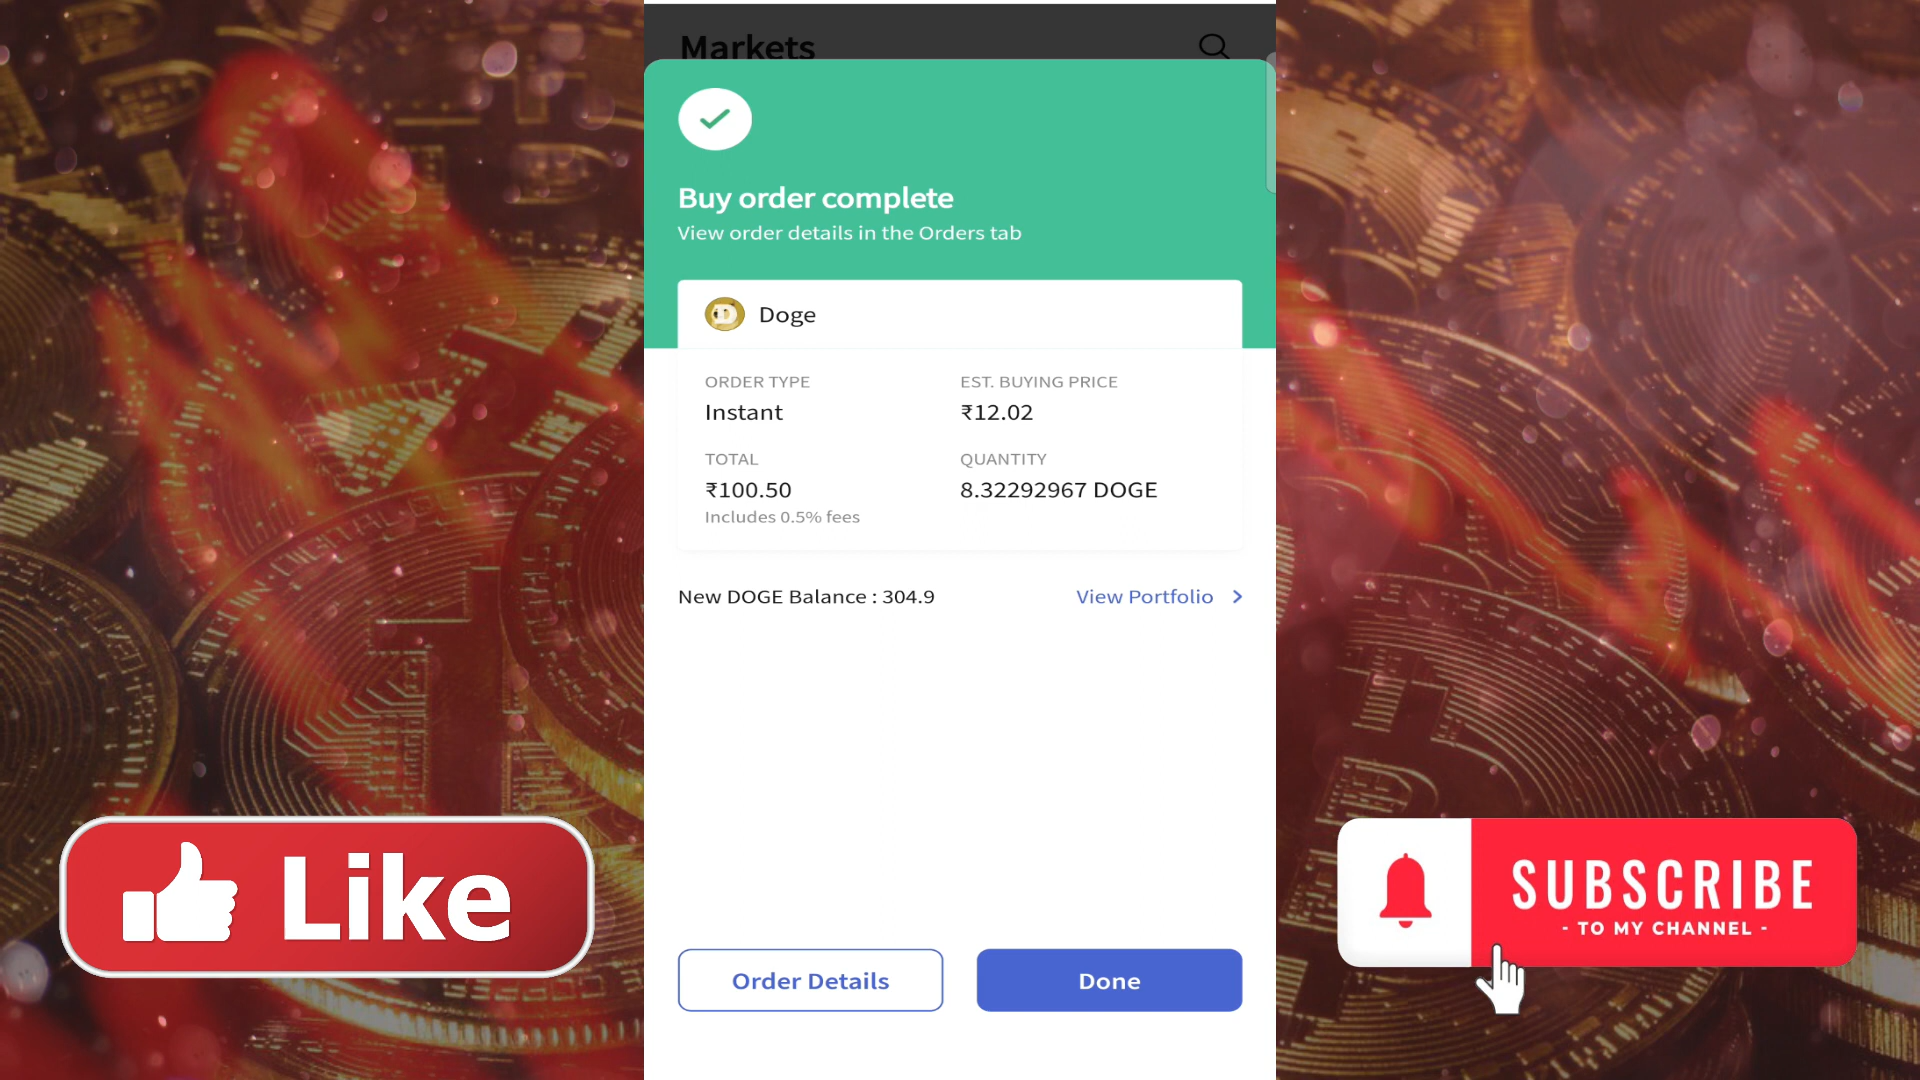 Markets
Buy order complete
View order details in the Orders tab
Doge
ORDER TYPE
Instant
EST. BUYING PRICE
₹12.02
TOTAL
₹100.50
Includes 0.5% fees
QUANTITY
8.32292967 DOGE
New DOGE Balance : 304.9
View Portfolio
Like
SUBSCRIBE
- TO MY CHANNEL -
Order Details
Done